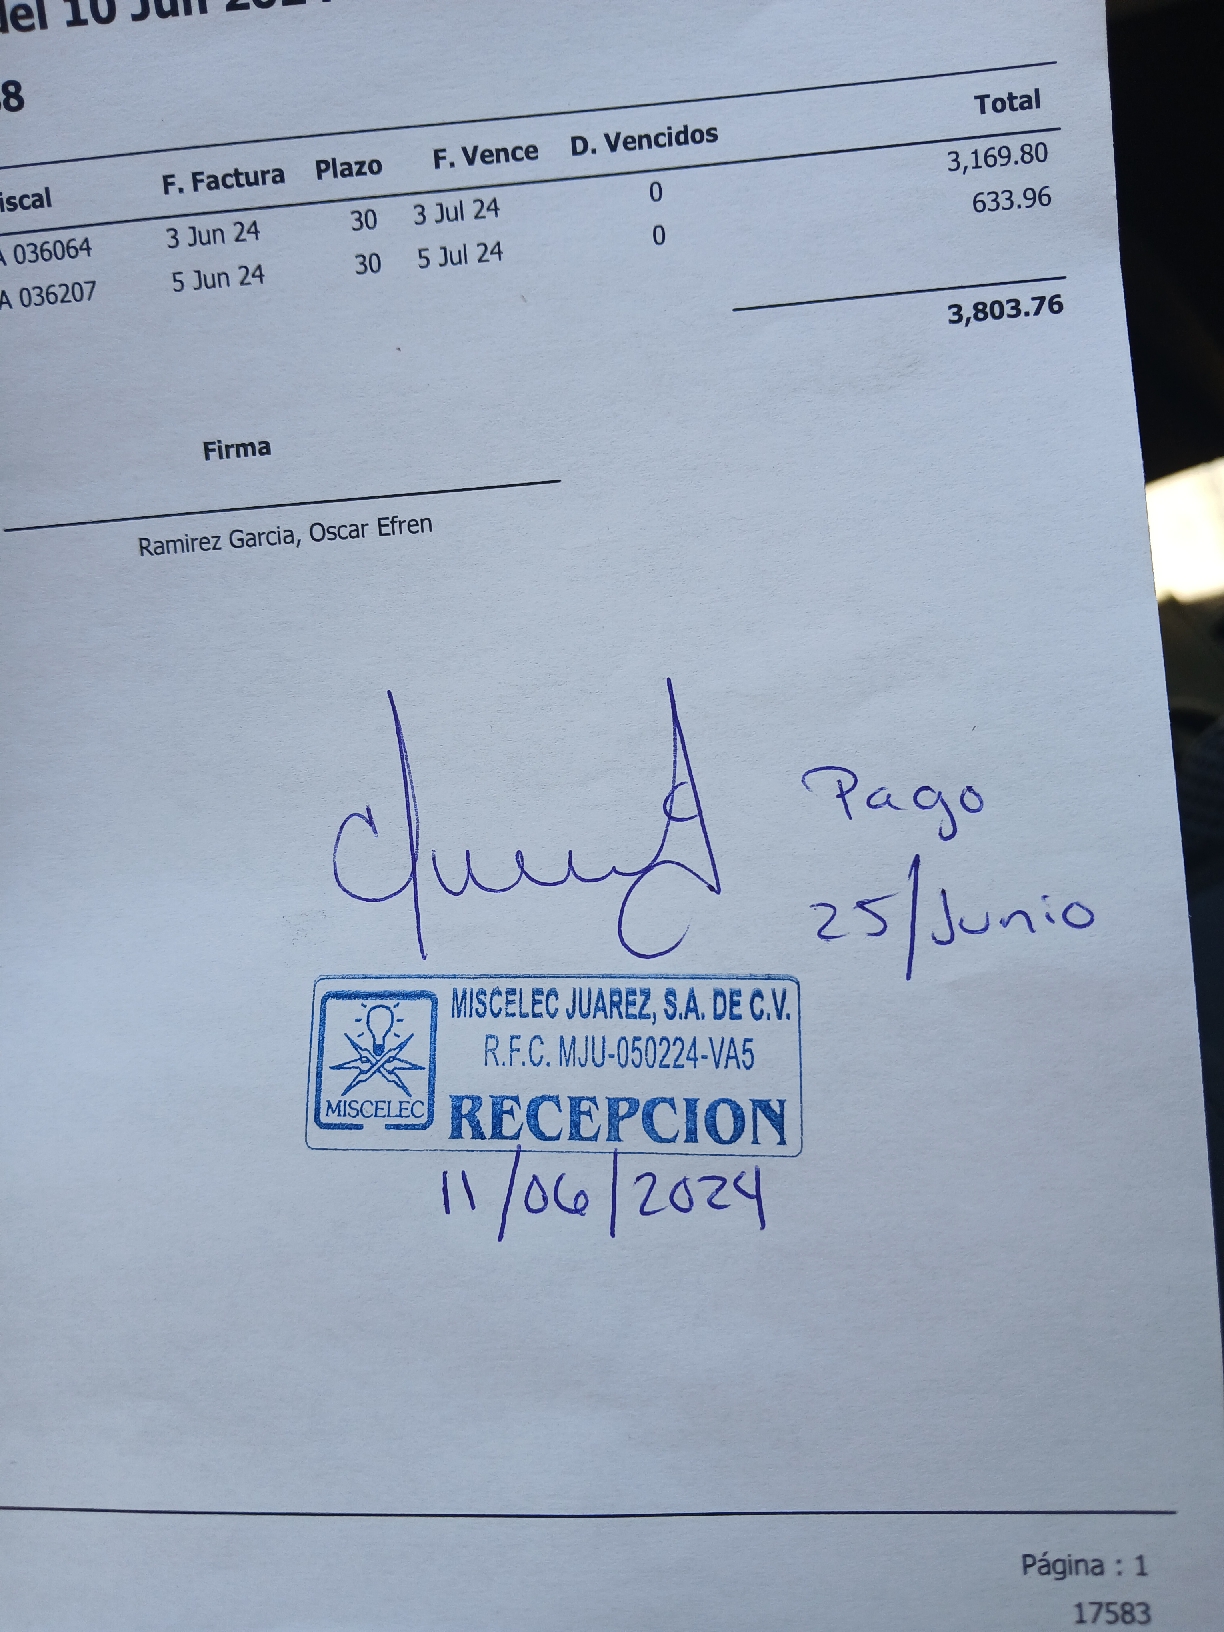 del 10 Jun 202
8
iscal F. Factura Plazo F. Vence D. Vencidos Total
A 036064 3 Jun 24 30 3 Jul 24 0 3,169.80
A 036207 5 Jun 24 30 5 Jul 24 0 633.96
3,803.76
Firma
Ramirez Garcia, Oscar Efren
Pago
25/Junio
MISCELEC JUAREZ, S.A. DE C.V.
R.F.C. MJU-050224-VA5
MISCELEC RECEPCION
11/06/2024
Página : 1
17583